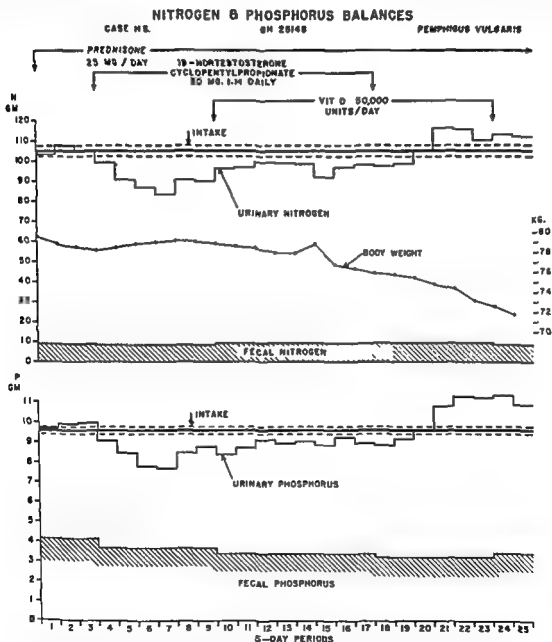 NITROGEN & PHOSPHORUS BALANCES
CASE H.S. GH 25148 PEMPHIGUS VULGARIS
PREDNISONE
25 MG / DAY 19-NORTESTOSTERONE
CYCLOPENTYLPROPIONATE
50 MG. I.M DAILY
VIT D 50,000
UNITS/DAY
N
GM
120
110
100
90
80
70
60
50
40
30
20
10
0
INTAKE
URINARY NITROGEN
BODY WEIGHT
FECAL NITROGEN
KG.
80
78
76
74
72
70
P
GM
11
10
9
8
7
6
5
4
3
2
1
0
INTAKE
URINARY PHOSPHORUS
FECAL PHOSPHORUS
1 2 3 4 5 6 7 8 9 10 11 12 13 14 15 16 17 18 19 20 21 22 23 24 25
5-DAY PERIODS